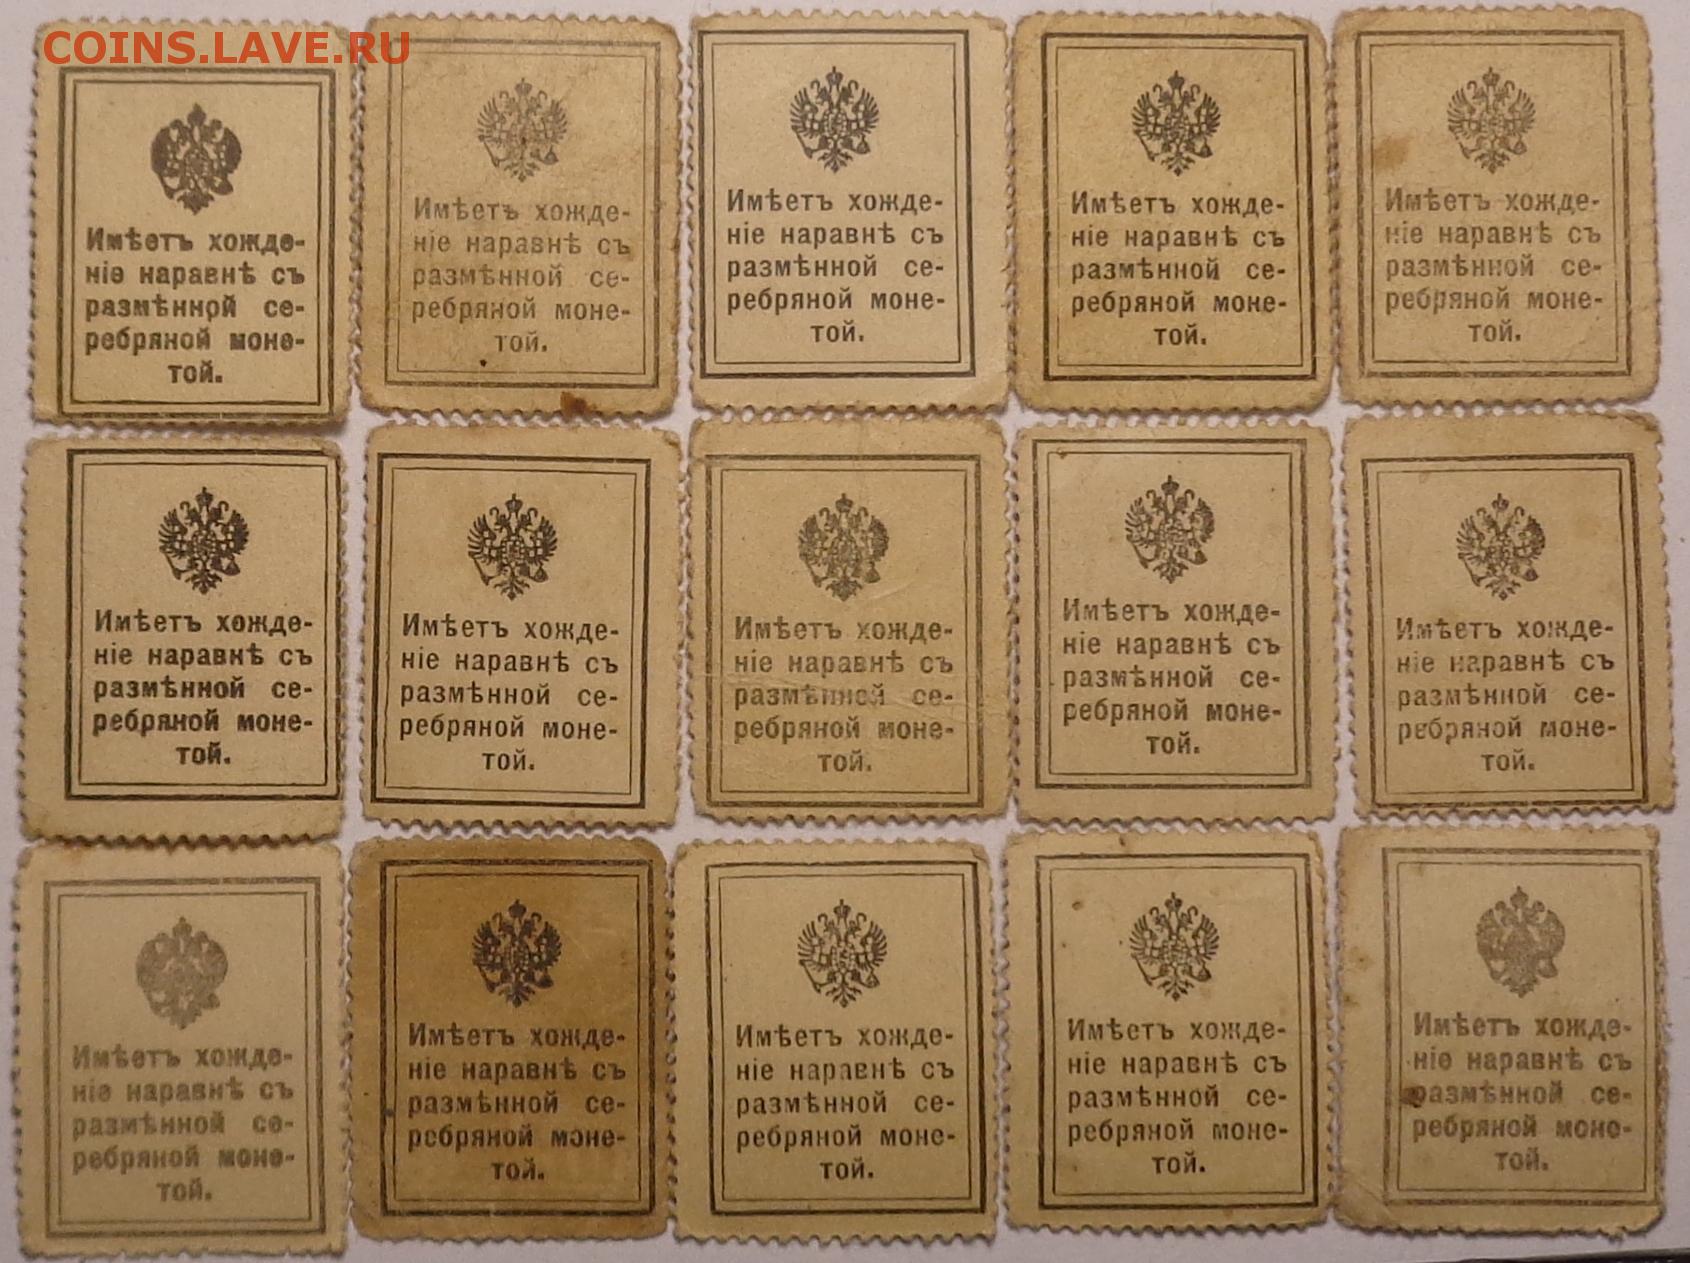 COINS.LAVE.RU
Имѣетъ хожде-
ніе наравнѣ съ
размѣнной се-
ребряной моне-
той.
Имѣетъ хожде-
ніе наравнѣ съ
размѣнной се-
ребряной моне-
той.
Имѣетъ хожде-
ніе наравнѣ съ
размѣнной се-
ребряной моне-
той.
Имѣетъ хожде-
ніе наравнѣ съ
размѣнной се-
ребряной моне-
той.
Имѣетъ хожде-
ніе наравнѣ съ
размѣнной се-
ребряной моне-
той.
Имѣетъ хожде-
ніе наравнѣ съ
размѣнной се-
ребряной моне-
той.
Имѣетъ хожде-
ніе наравнѣ съ
размѣнной се-
ребряной моне-
той.
Имѣетъ хожде-
ніе наравнѣ съ
размѣнной се-
ребряной моне-
той.
Имѣетъ хожде-
ніе наравнѣ съ
размѣнной се-
ребряной моне-
той.
Имѣетъ хожде-
ніе наравнѣ съ
размѣнной се-
ребряной моне-
той.
Имѣетъ хожде-
ніе наравнѣ съ
размѣнной се-
ребряной моне-
той.
Имѣетъ хожде-
ніе наравнѣ съ
размѣнной се-
ребряной моне-
той.
Имѣетъ хожде-
ніе наравнѣ съ
размѣнной се-
ребряной моне-
той.
Имѣетъ хожде-
ніе наравнѣ съ
размѣнной се-
ребряной моне-
той.
Имѣетъ хожде-
ніе наравнѣ съ
размѣнной се-
ребряной моне-
той.